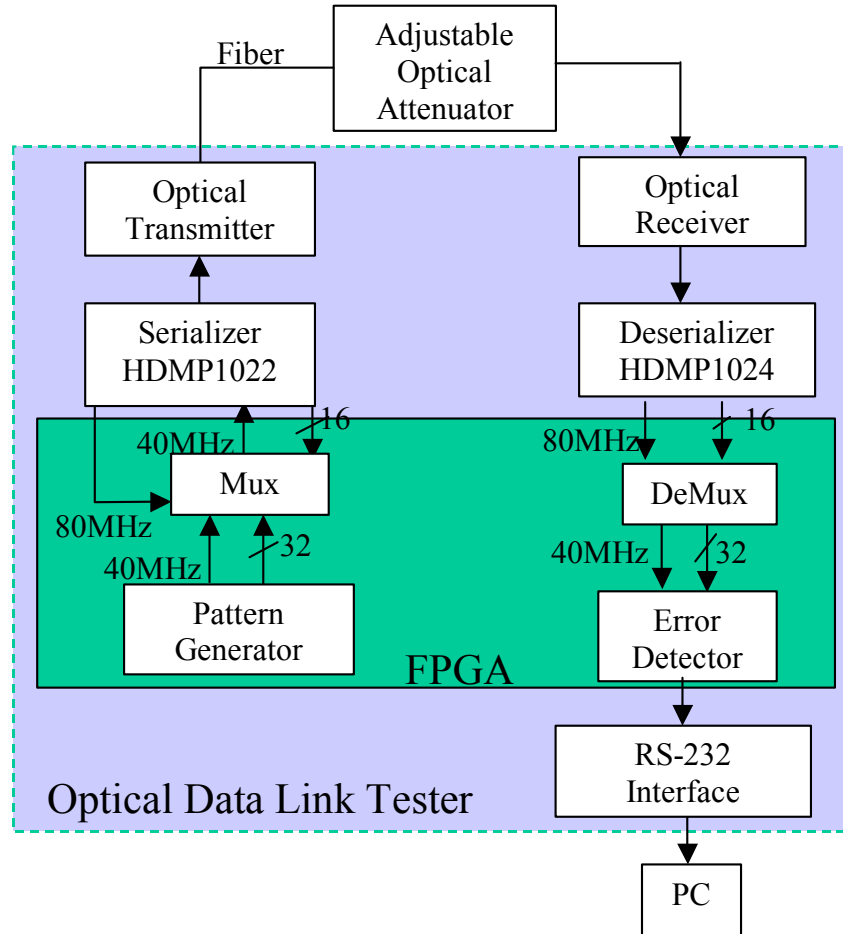 Fiber
Adjustable
Optical
Attenuator
Optical
Transmitter
Optical
Receiver
Serializer
HDMP1022
Deserializer
HDMP1024
40MHz
16
80MHz
16
Mux
DeMux
80MHz
40MHz
32
40MHz
32
Pattern
Generator
Error
Detector
FPGA
RS-232
Interface
Optical Data Link Tester
PC